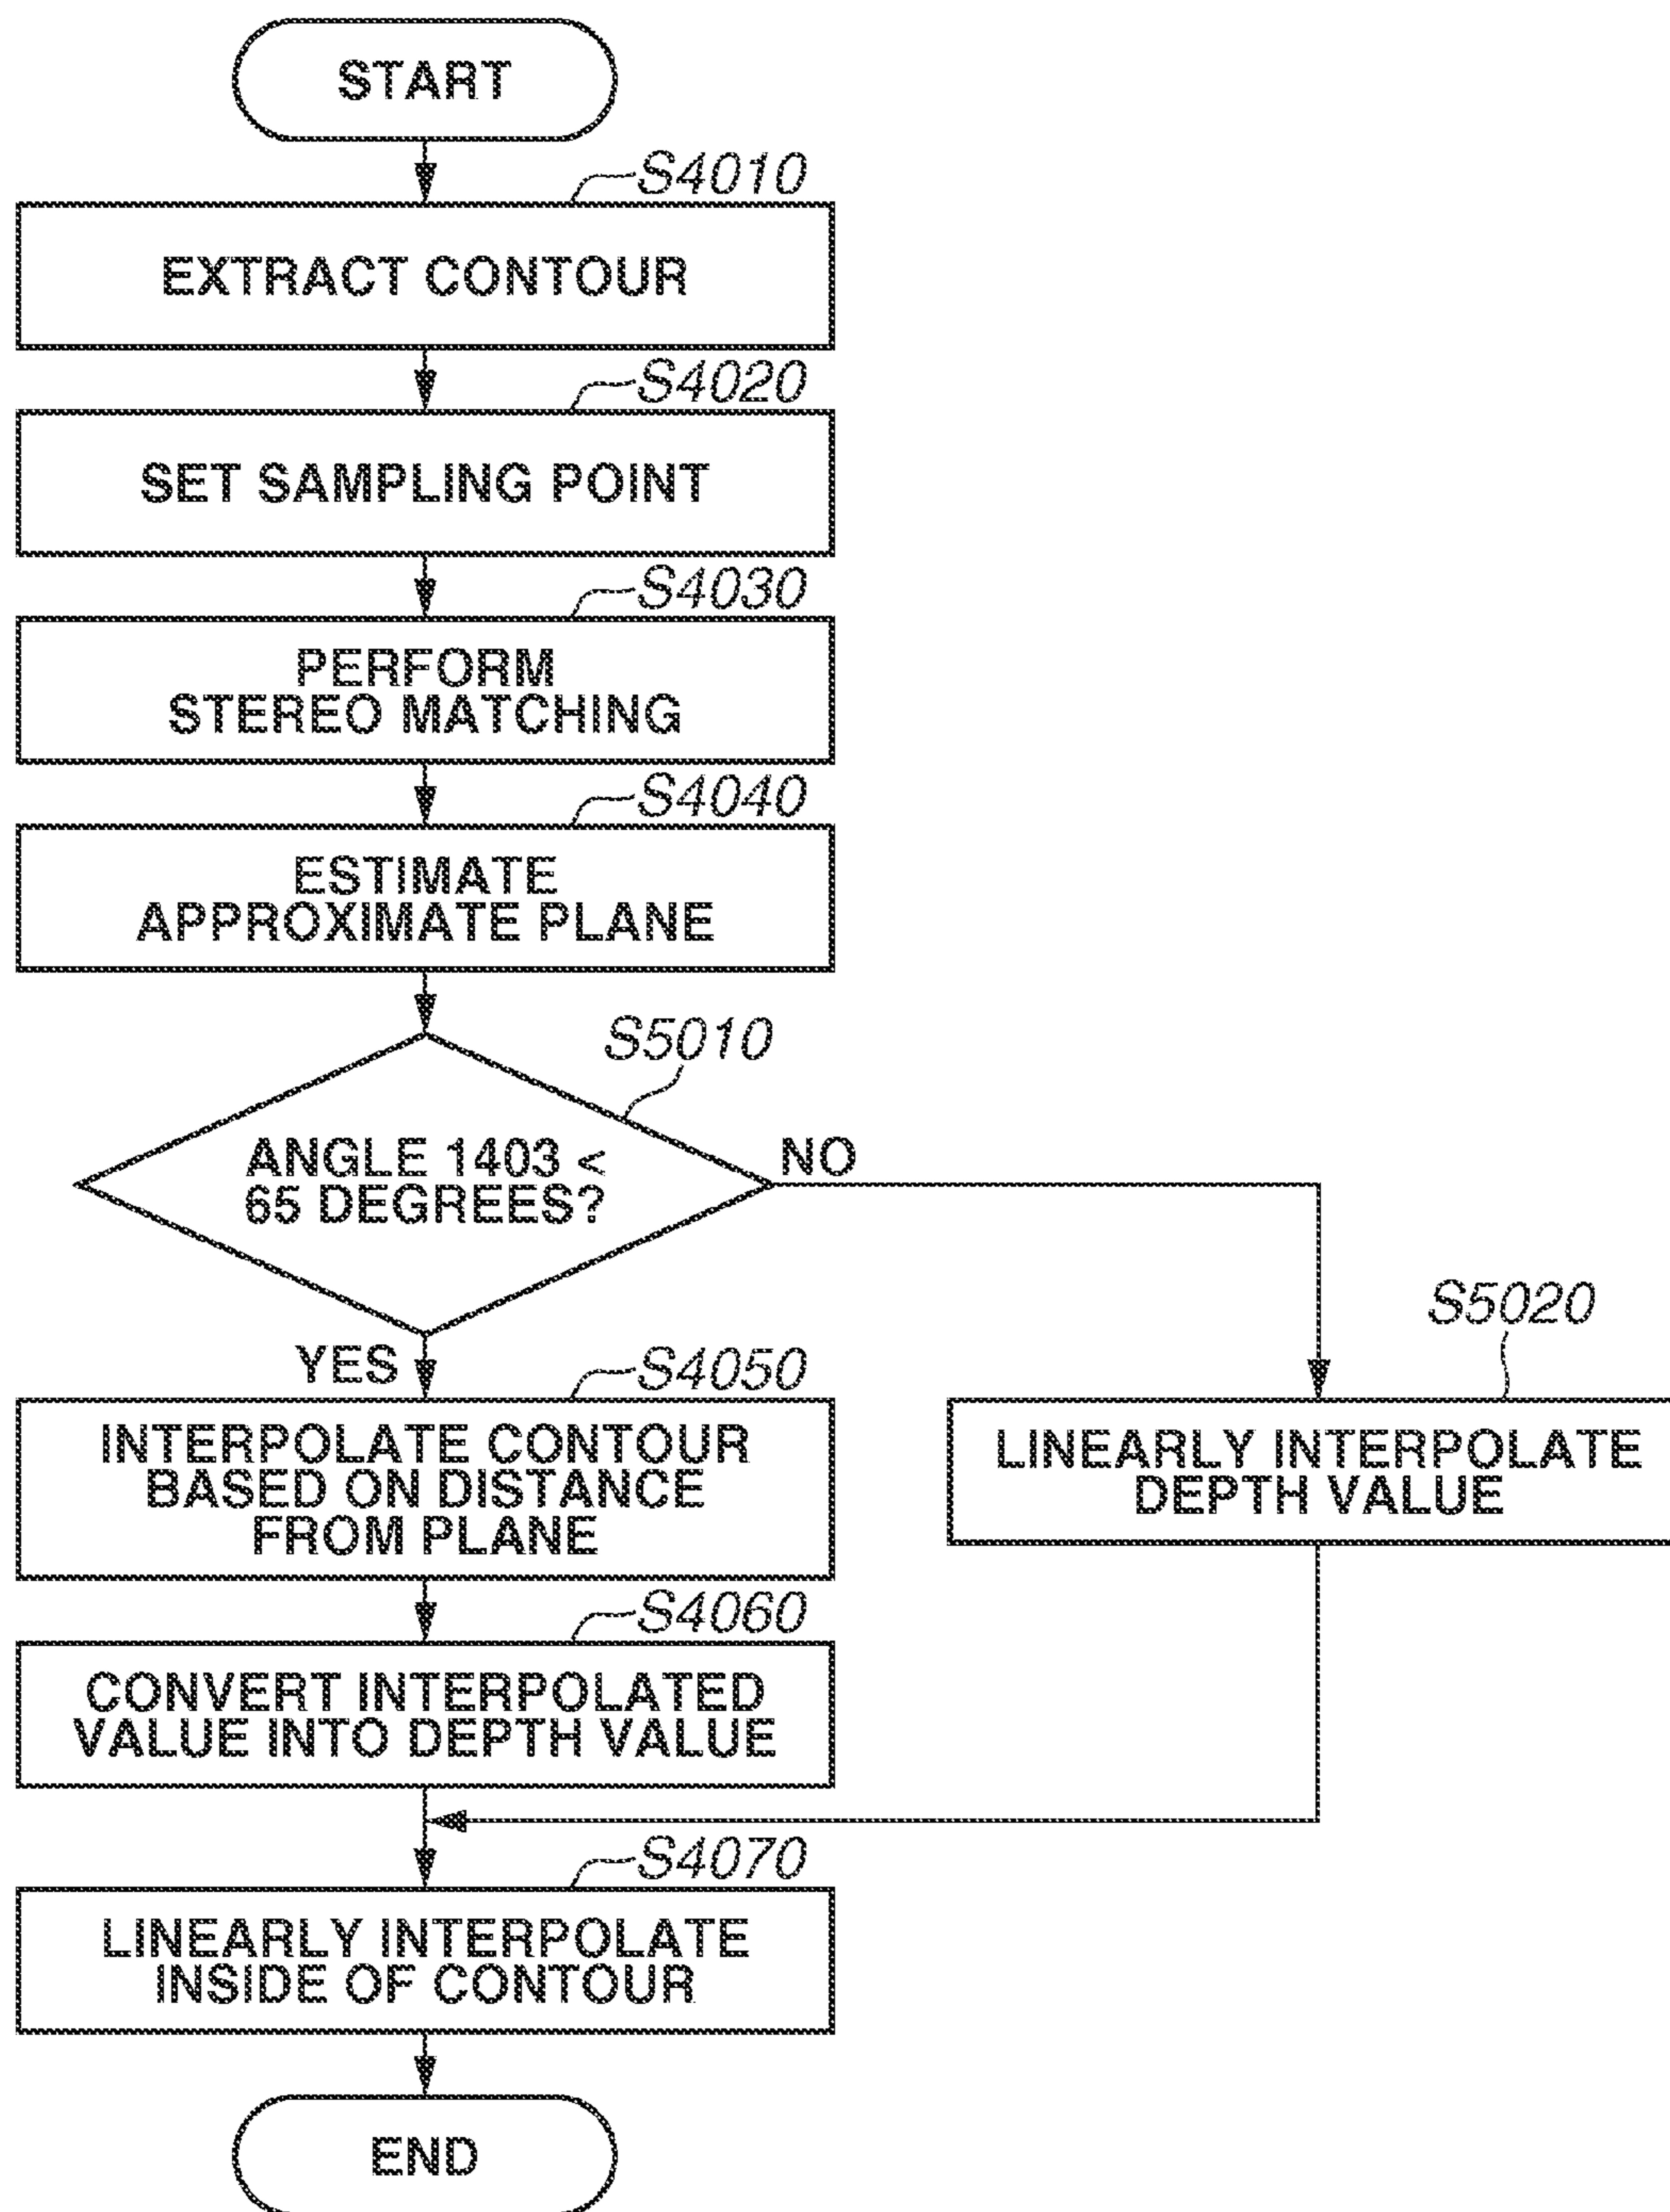 START
S4010
EXTRACT CONTOUR
S4020
SET SAMPLING POINT
S4030
PERFORM
STEREO MATCHING
S4040
ESTIMATE
APPROXIMATE PLANE
S5010
ANGLE 1403 <
65 DEGREES?
NO
YES
S4050
INTERPOLATE CONTOUR
BASED ON DISTANCE
FROM PLANE
S5020
LINEARLY INTERPOLATE
DEPTH VALUE
S4060
CONVERT INTERPOLATED
VALUE INTO DEPTH VALUE
S4070
LINEARLY INTERPOLATE
INSIDE OF CONTOUR
END